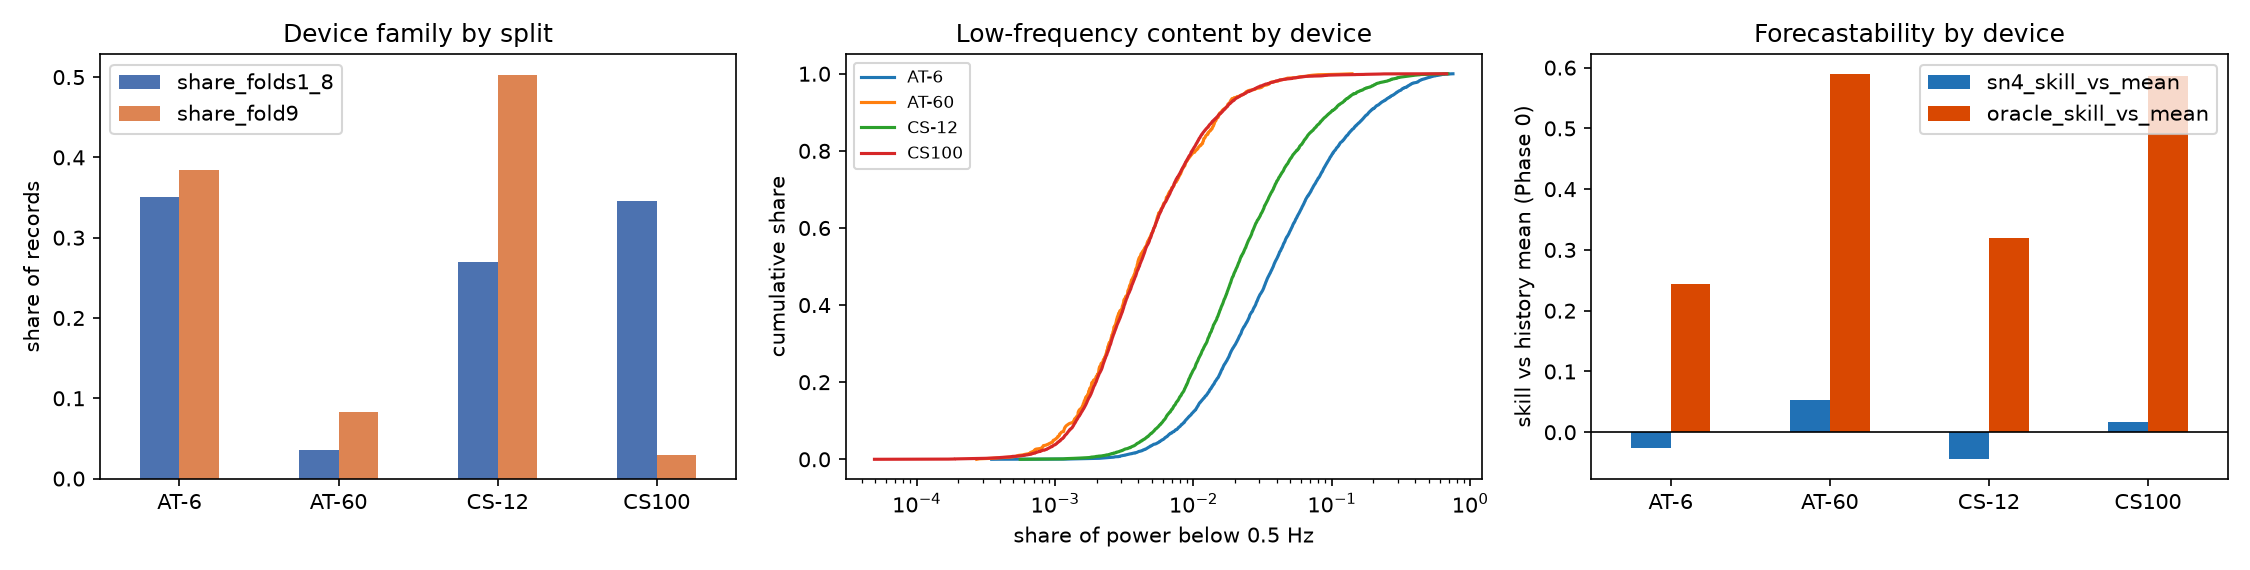 Device family by split
share_folds1_8
share_fold9
share of records
0.5
0.4
0.3
0.2
0.1
0.0
AT-6
AT-60
CS-12
CS100
Low-frequency content by device
AT-6
AT-60
CS-12
CS100
cumulative share
1.0
0.8
0.6
0.4
0.2
0.0
10⁻⁴
10⁻³
10⁻²
10⁻¹
10⁰
share of power below 0.5 Hz
Forecastability by device
sn4_skill_vs_mean
oracle_skill_vs_mean
skill vs history mean (Phase 0)
0.6
0.5
0.4
0.3
0.2
0.1
0.0
AT-6
AT-60
CS-12
CS100